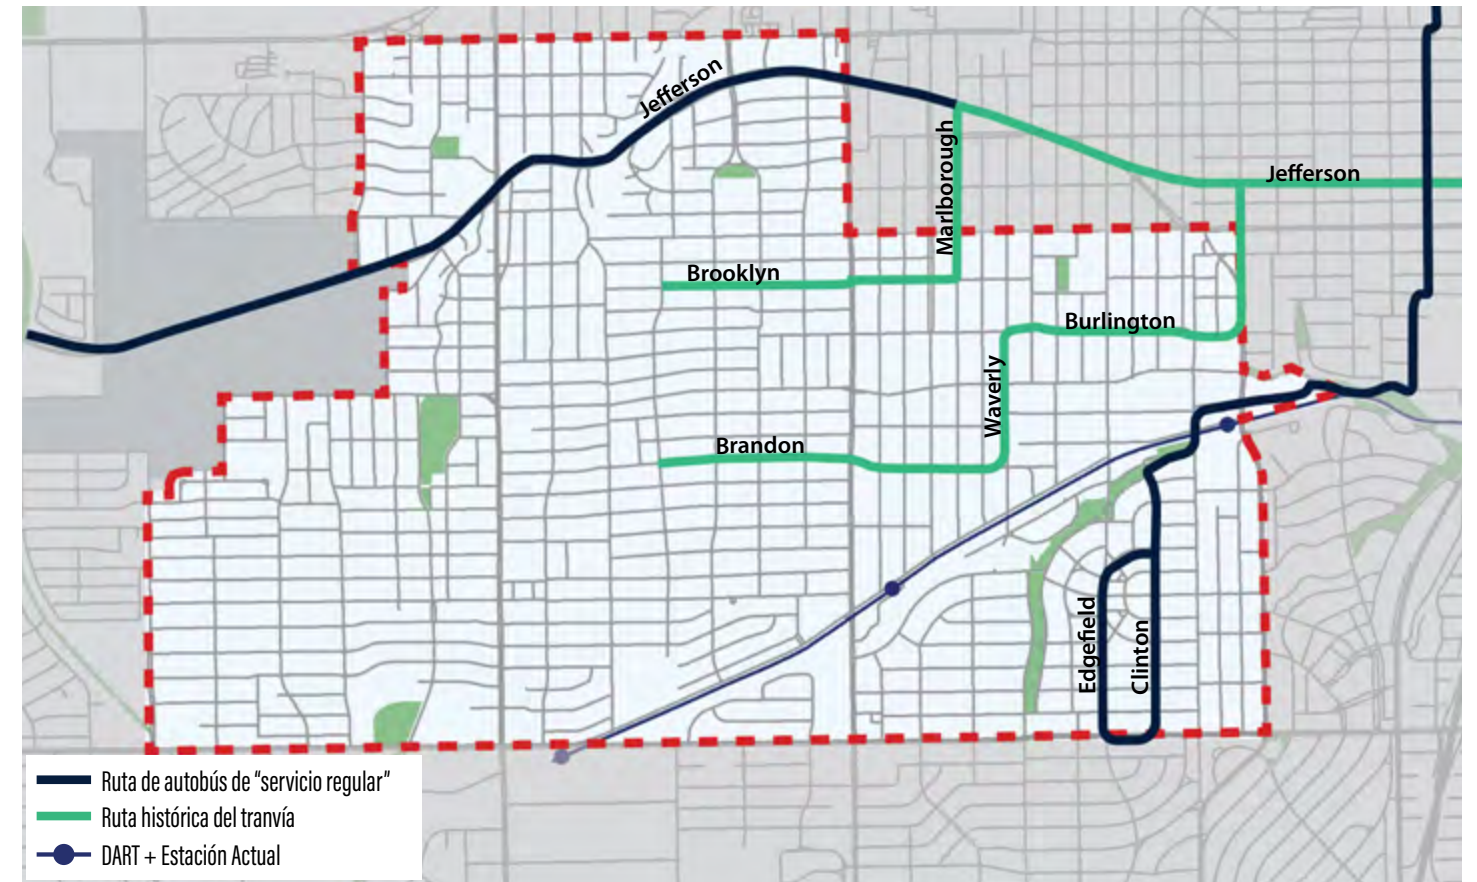 Jefferson
Marlborough
Jefferson
Brooklyn
Burlington
Waverly
Brandon
Edgefield
Clinton
Ruta de autobús de “servicio regular”
Ruta histórica del tranvía
DART + Estación Actual